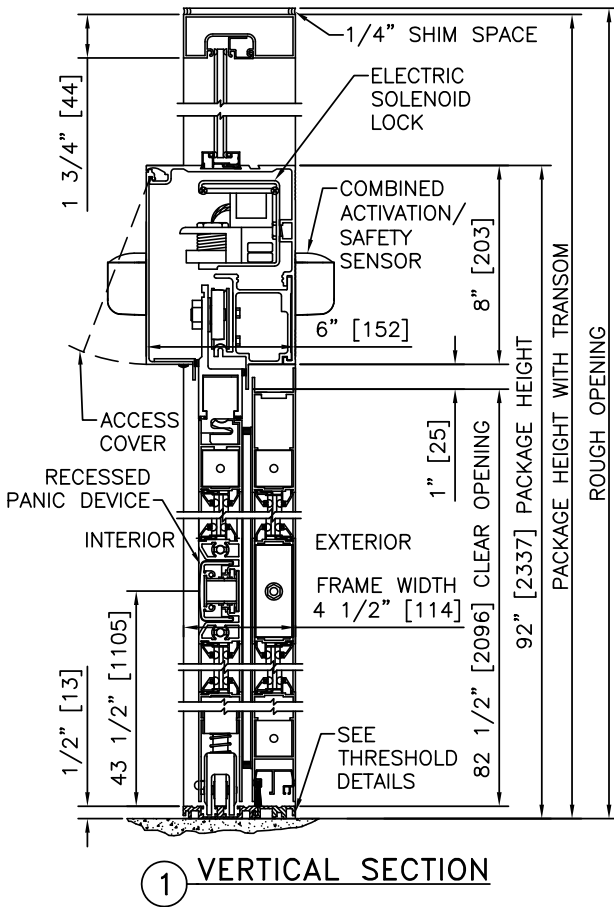 1/4" SHIM SPACE
1 3/4" [44]
ELECTRIC
SOLENOID
LOCK
COMBINED
ACTIVATION/
SAFETY
SENSOR
8" [203]
6" [152]
ACCESS
COVER
1" [25]
RECESSED
PANIC DEVICE
INTERIOR
EXTERIOR
FRAME WIDTH
4 1/2" [114]
82 1/2" [2096] CLEAR OPENING
92" [2337] PACKAGE HEIGHT
PACKAGE HEIGHT WITH TRANSOM
ROUGH OPENING
1/2" [13]
43 1/2" [1105]
SEE
THRESHOLD
DETAILS
1 VERTICAL SECTION